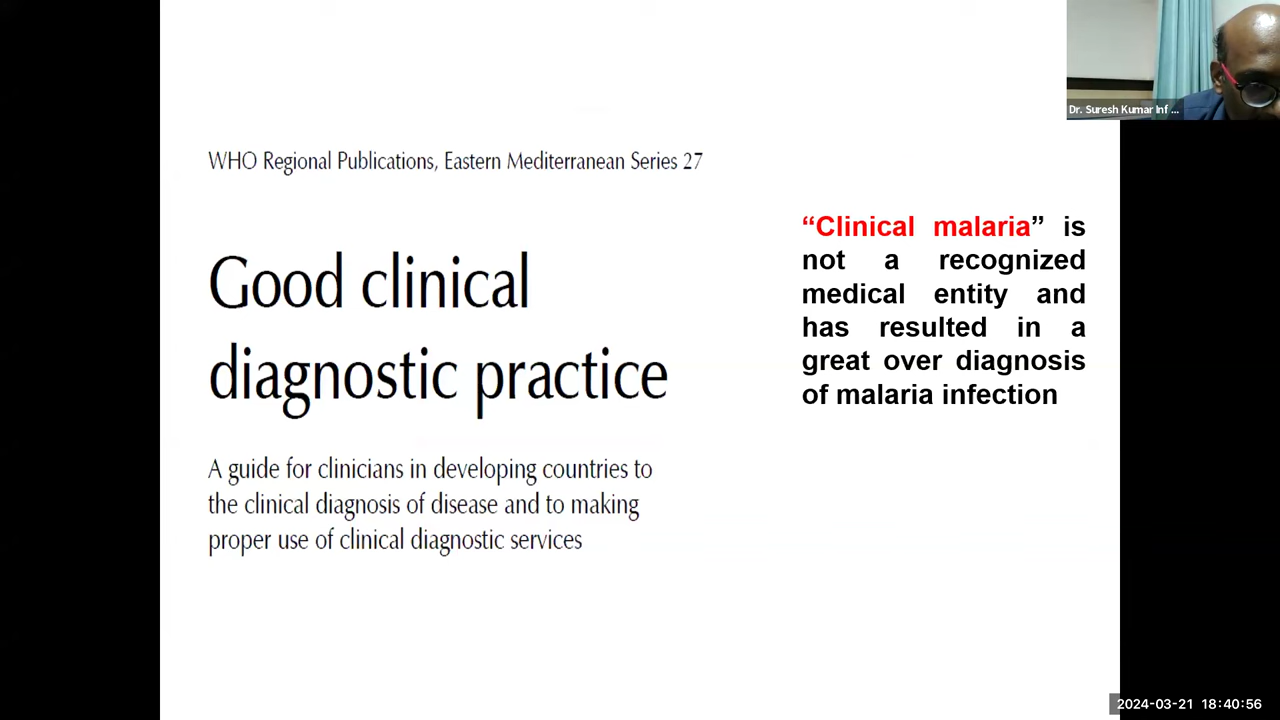 Dr. Suresh Kumar Inf ...
WHO Regional Publications, Eastern Mediterranean Series 27
Good clinical
diagnostic practice
A guide for clinicians in developing countries to
the clinical diagnosis of disease and to making
proper use of clinical diagnostic services
“Clinical malaria” is
not a recognized
medical entity and
has resulted in a
great over diagnosis
of malaria infection
2024-03-21 18:40:56